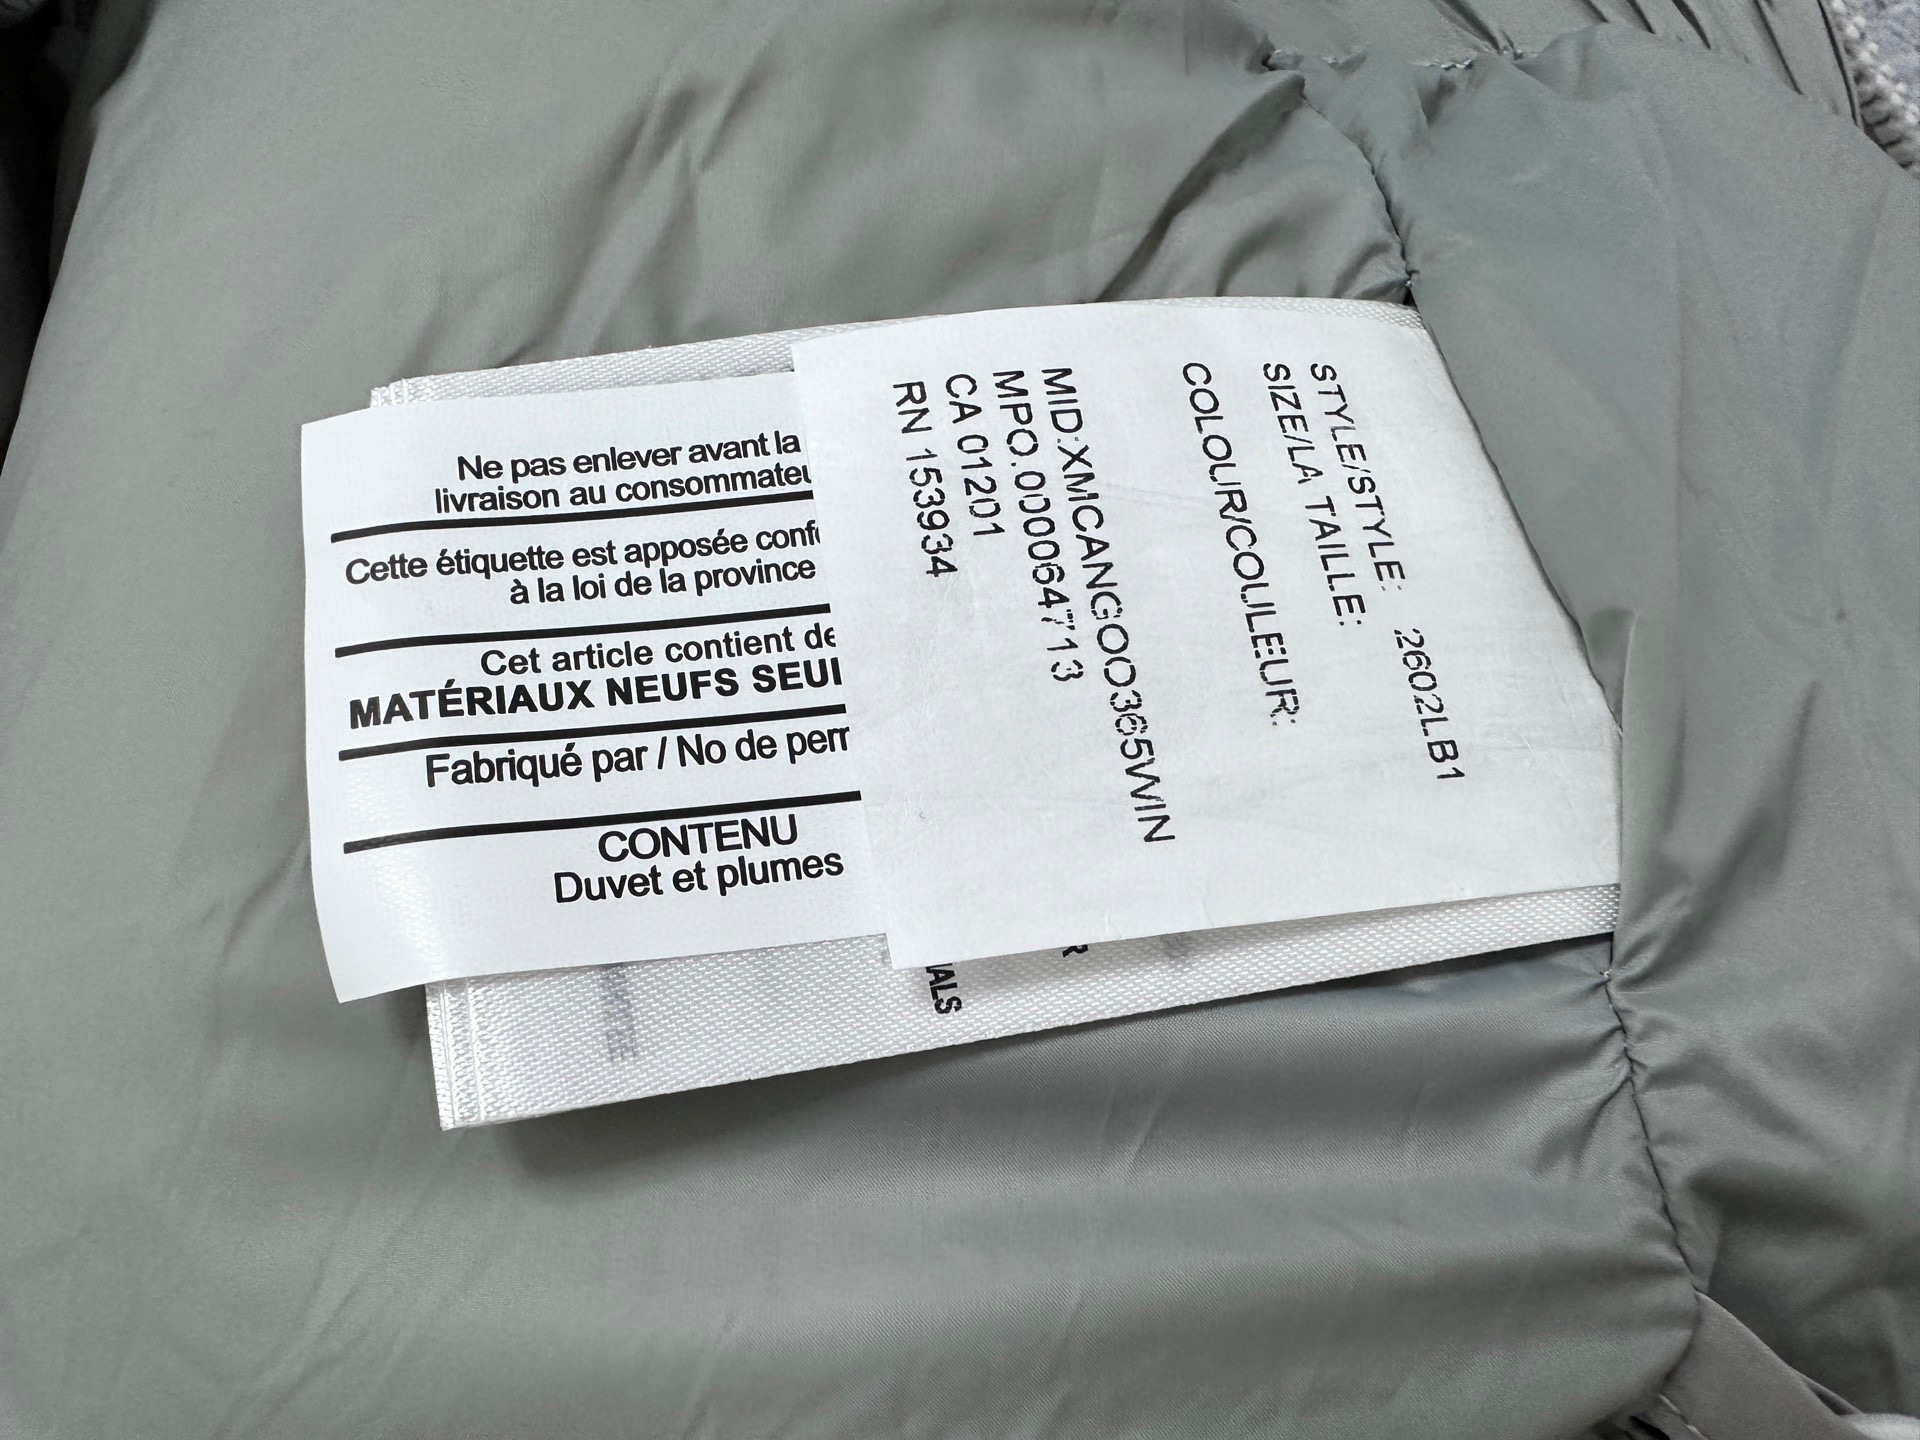 Ne pas enlever avant la
livraison au consommateu
Cette étiquette est apposée conf
à la loi de la province
Cet article contient de
MATÉRIAUX NEUFS SEUL
Fabriqué par / No de perm
CONTENU
Duvet et plumes
STYLE/STYLE: 2602LB1
SIZE/LA TAILLE:
COLOUR/COULEUR:
MID:XMCANGOO365WIN
MPO.000064713
CA 01201
RN 153934
IALS
R